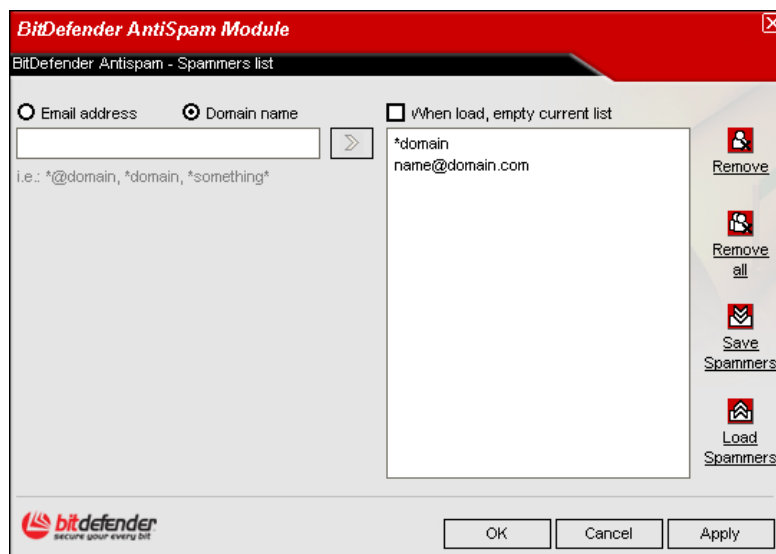 BitDefender AntiSpam Module
BitDefender Antispam - Spammers list
Email address
Domain name
i.e.: *@domain, *domain, *something*
When load, empty current list
*domain
name@domain.com
Remove
Remove
all
Save
Spammers
Load
Spammers
bitdefender
secure your every bit
OK
Cancel
Apply